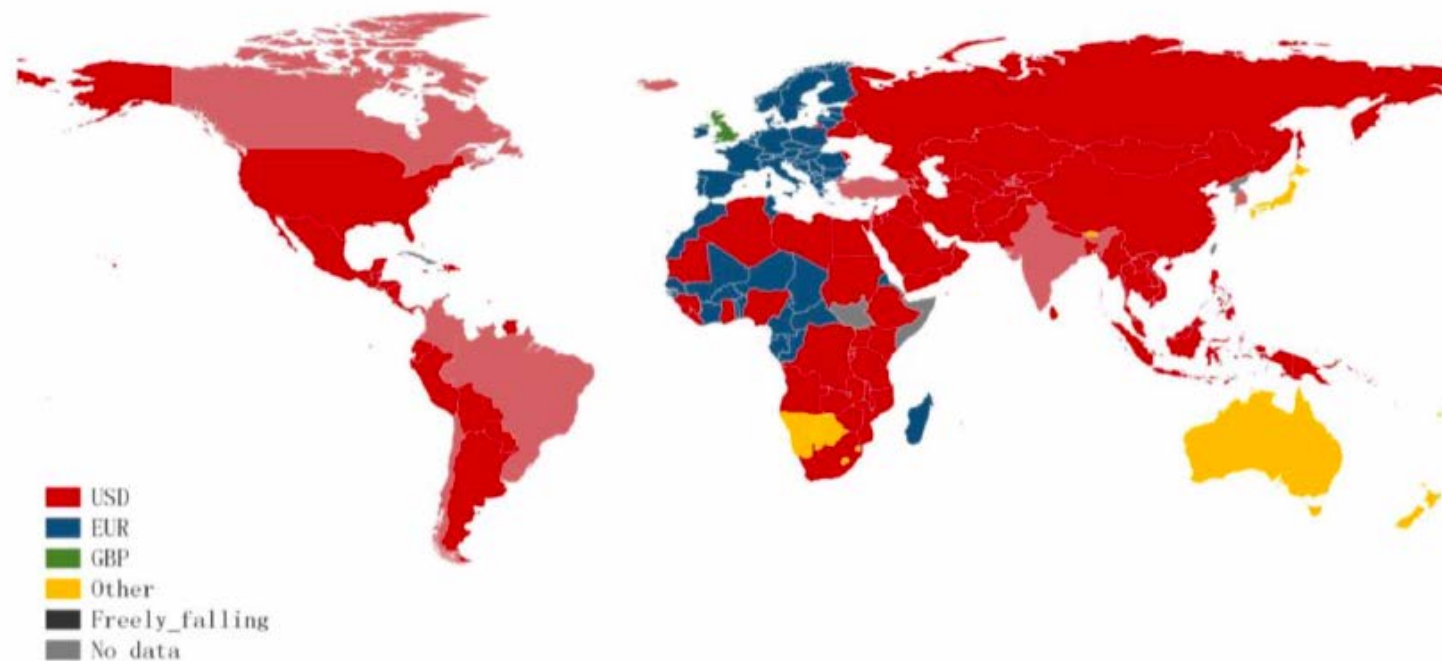 USD
EUR
GBP
Other
Freely_falling
No data